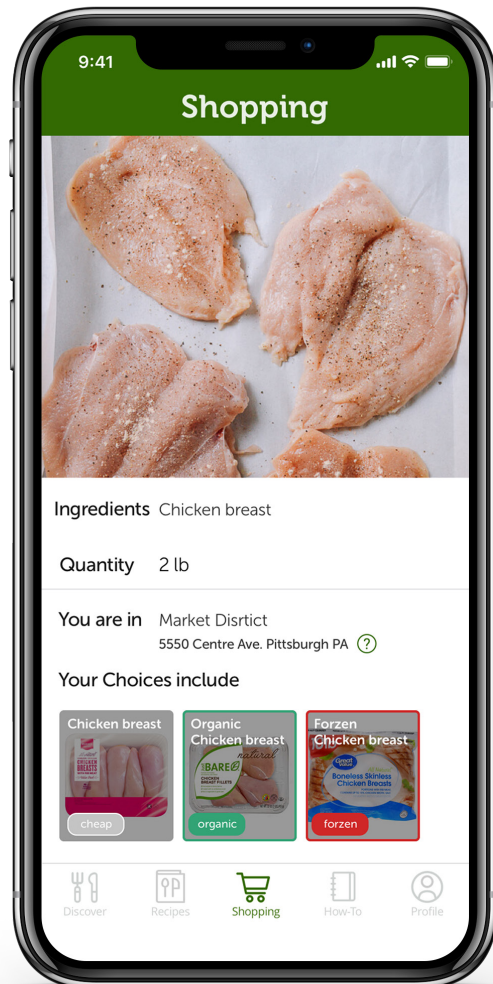 9:41
Shopping
Ingredients Chicken breast
Quantity 2 lb
You are in Market Disrtict
5550 Centre Ave. Pittsburgh PA ?
Your Choices include
Chicken breast
CHICKEN
BREASTS
cheap
Organic
Chicken breast
natural
BARE
CHICKEN
BREAST FILLETS
organic
Forzen
Chicken breast
Great
Value
Boneless Skinless
Chicken Breasts
forzen
Discover
Recipes
Shopping
How-To
Profile